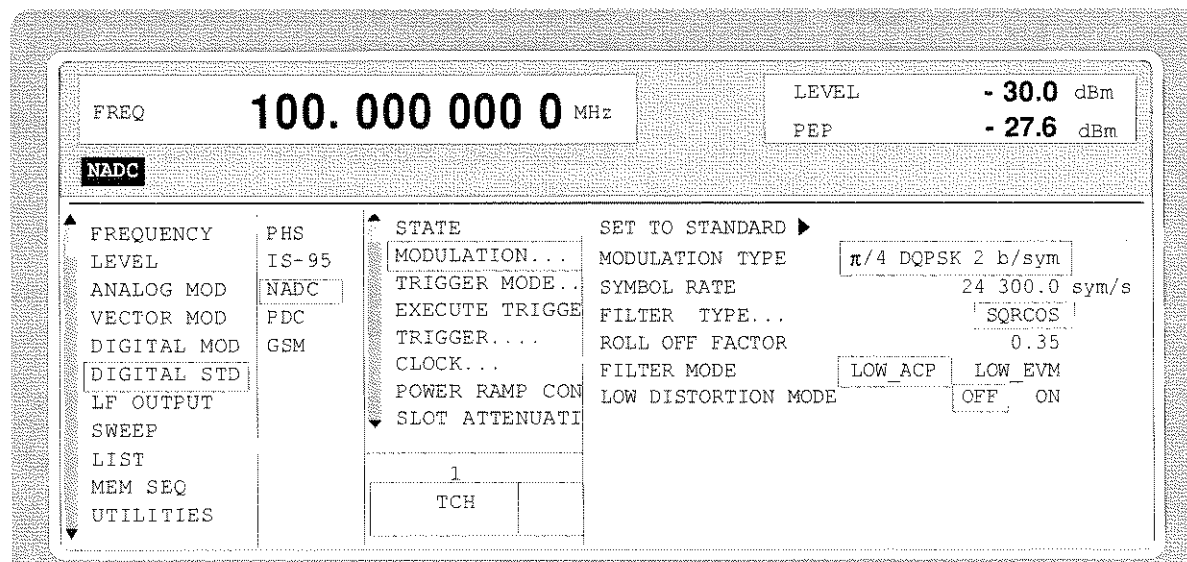 FREQ 100. 000 000 0 MHz
LEVEL - 30.0 dBm
PEP - 27.6 dBm
NADC
FREQUENCY
LEVEL
ANALOG MOD
VECTOR MOD
DIGITAL MOD
DIGITAL STD
LF OUTPUT
SWEEP
LIST
MEM SEQ
UTILITIES
PHS
IS-95
NADC
PDC
GSM
STATE
MODULATION...
TRIGGER MODE..
EXECUTE TRIGGE
TRIGGER....
CLOCK...
POWER RAMP CON
SLOT ATTENUATI
1
TCH
SET TO STANDARD ▶
MODULATION TYPE π/4 DQPSK 2 b/sym
SYMBOL RATE 24 300.0 sym/s
FILTER TYPE... SQRCOS
ROLL OFF FACTOR 0.35
FILTER MODE LOW_ACP LOW_EVM
LOW DISTORTION MODE OFF ON